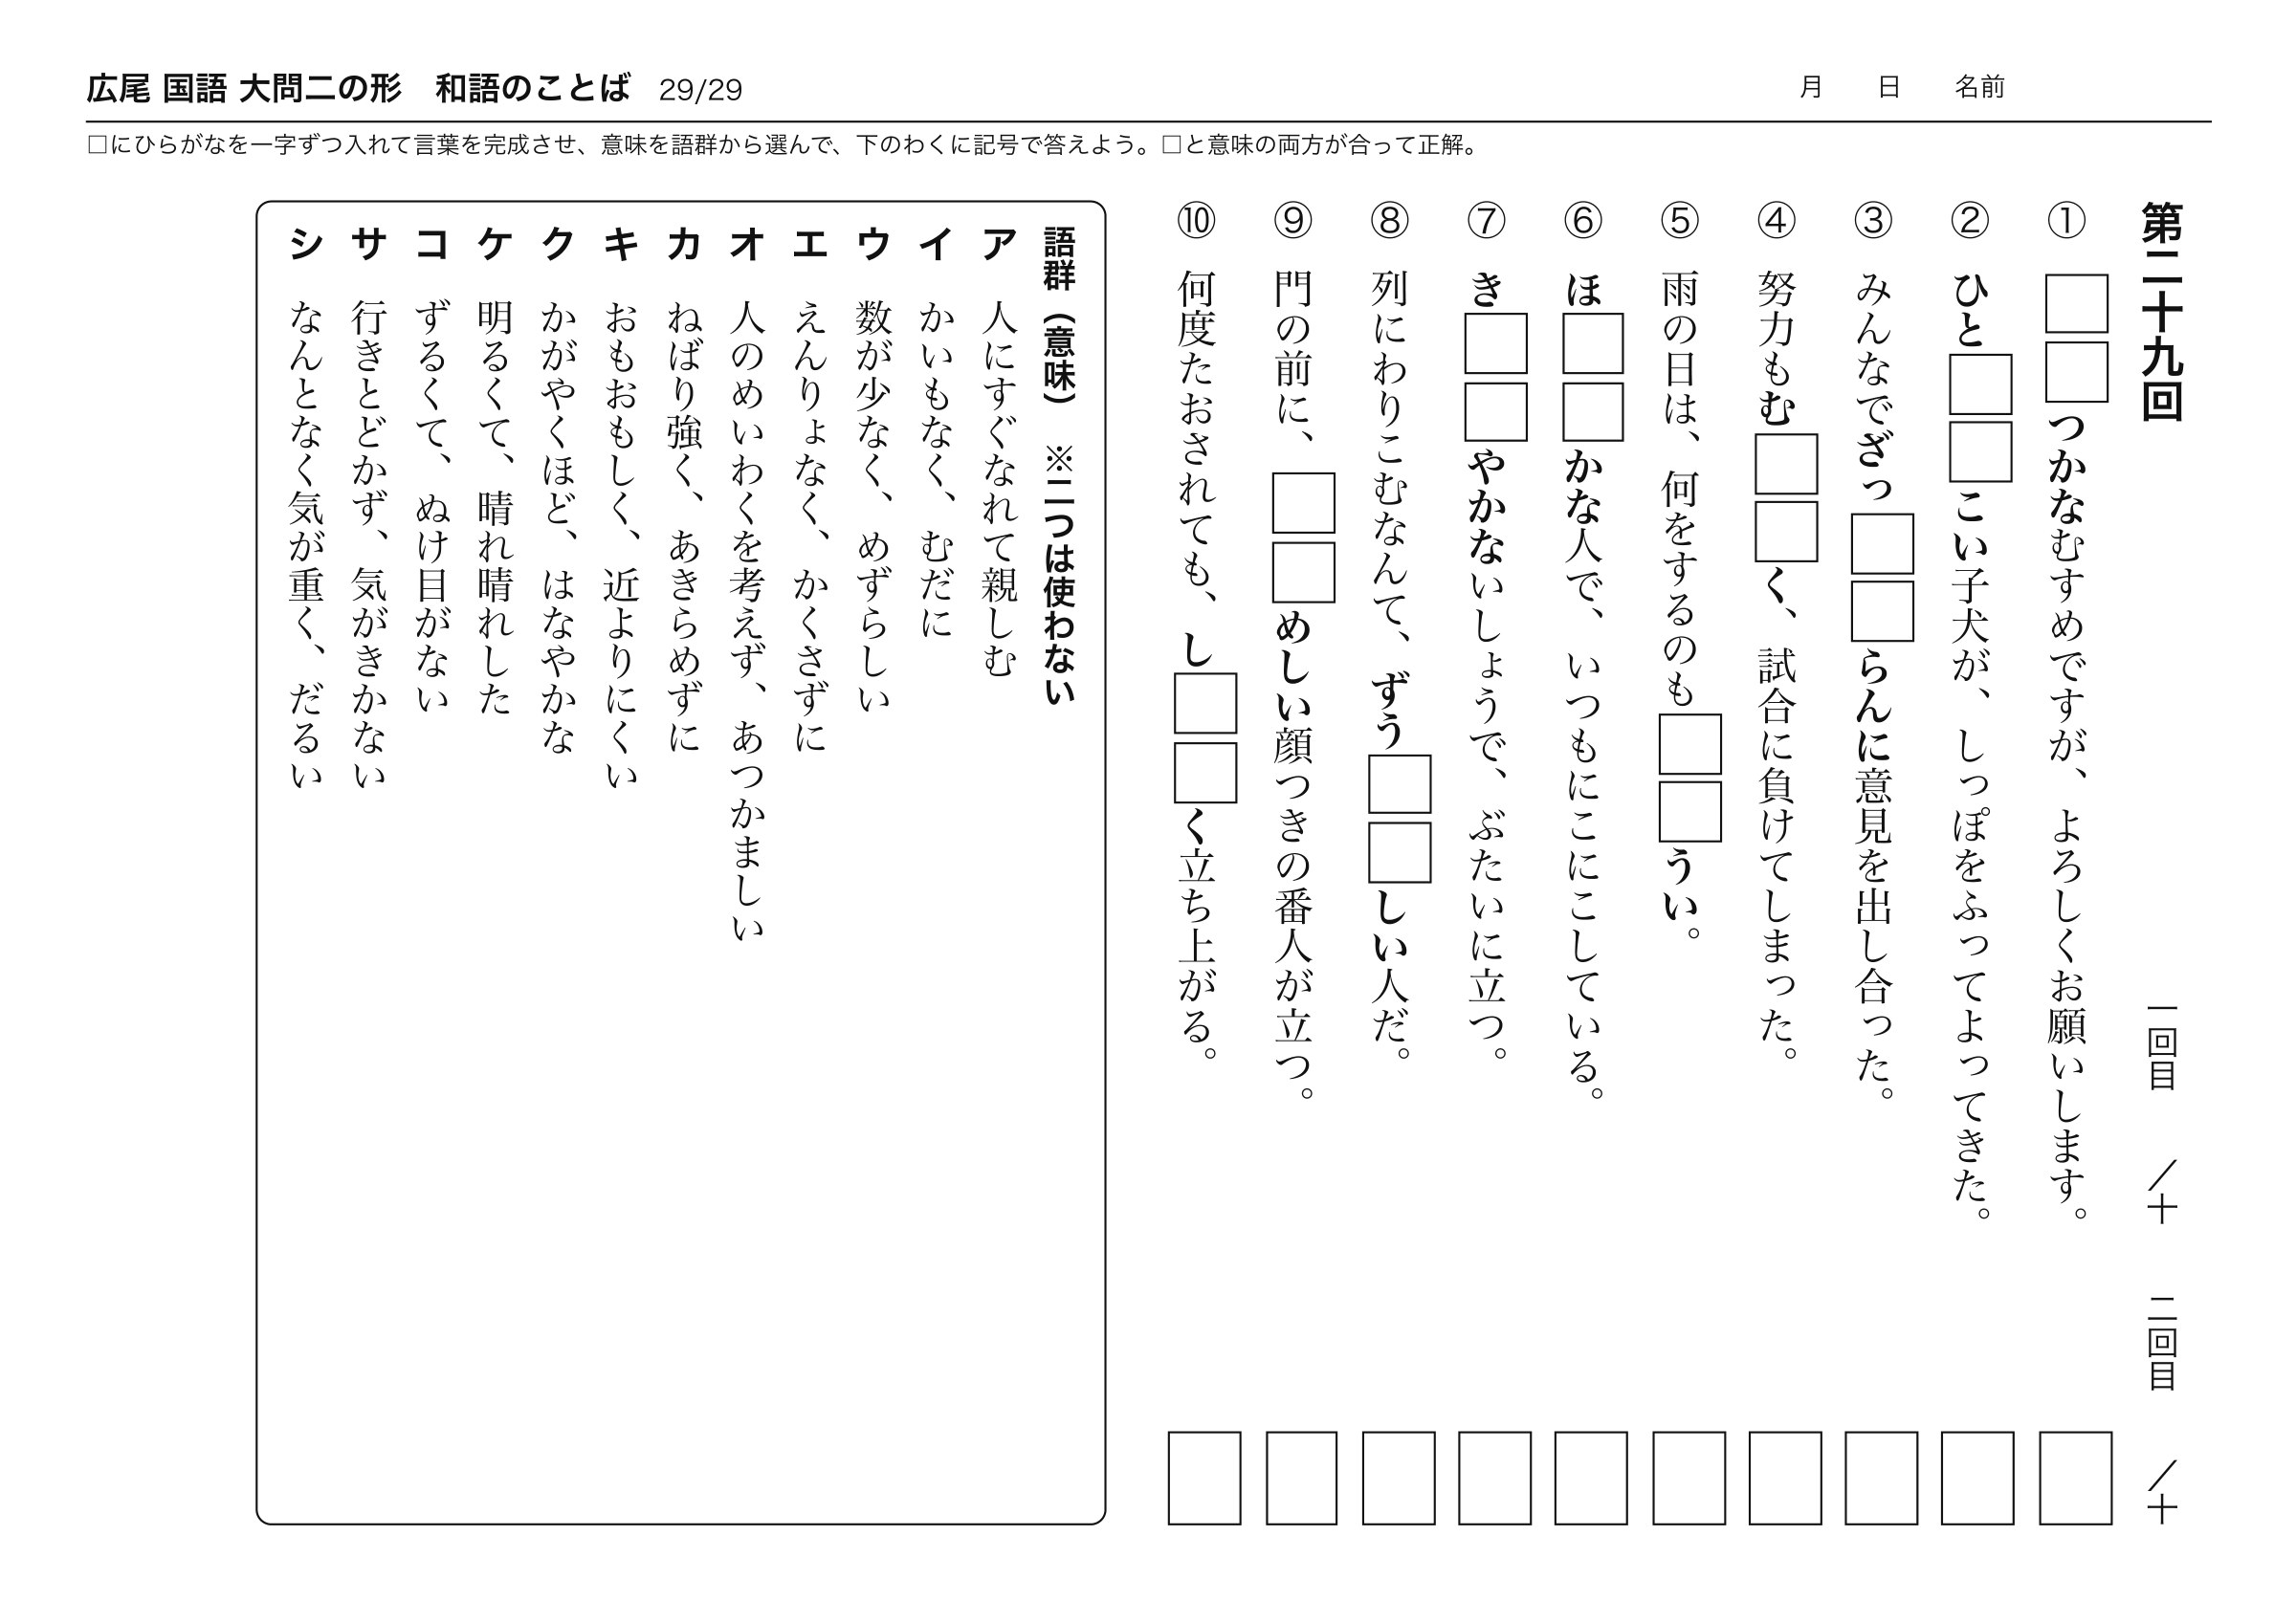 広尾 国語 大問二の形　和語のことば　29/29
月　日　名前
□にひらがなを一字ずつ入れて言葉を完成させ、意味を語群から選んで、下のわくに記号で答えよう。□と意味の両方が合って正解。
第二十九回　一回目　／十　二回目　／十
① □□つかなむすめですが、よろしくお願いします。
② ひと□□こい子犬が、しっぽをふってよってきた。
③ みんなでざっ□□らんに意見を出し合った。
④ 努力もむ□□く、試合に負けてしまった。
⑤ 雨の日は、何をするのも□□うい。
⑥ ほ□□かな人で、いつもにこにこしている。
⑦ き□□やかないしょうで、ぶたいに立つ。
⑧ 列にわりこむなんて、ずう□□しい人だ。
⑨ 門の前に、□□めしい顔つきの番人が立つ。
⑩ 何度たおされても、し□□く立ち上がる。
語群（意味）　※二つは使わない
ア　人にすぐなれて親しむ
イ　かいもなく、むだに
ウ　数が少なく、めずらしい
エ　えんりょなく、かくさずに
オ　人のめいわくを考えず、あつかましい
カ　ねばり強く、あきらめずに
キ　おもおもしく、近よりにくい
ク　かがやくほど、はなやかな
ケ　明るくて、晴れ晴れした
コ　ずるくて、ぬけ目がない
サ　行きとどかず、気がきかない
シ　なんとなく気が重く、だるい